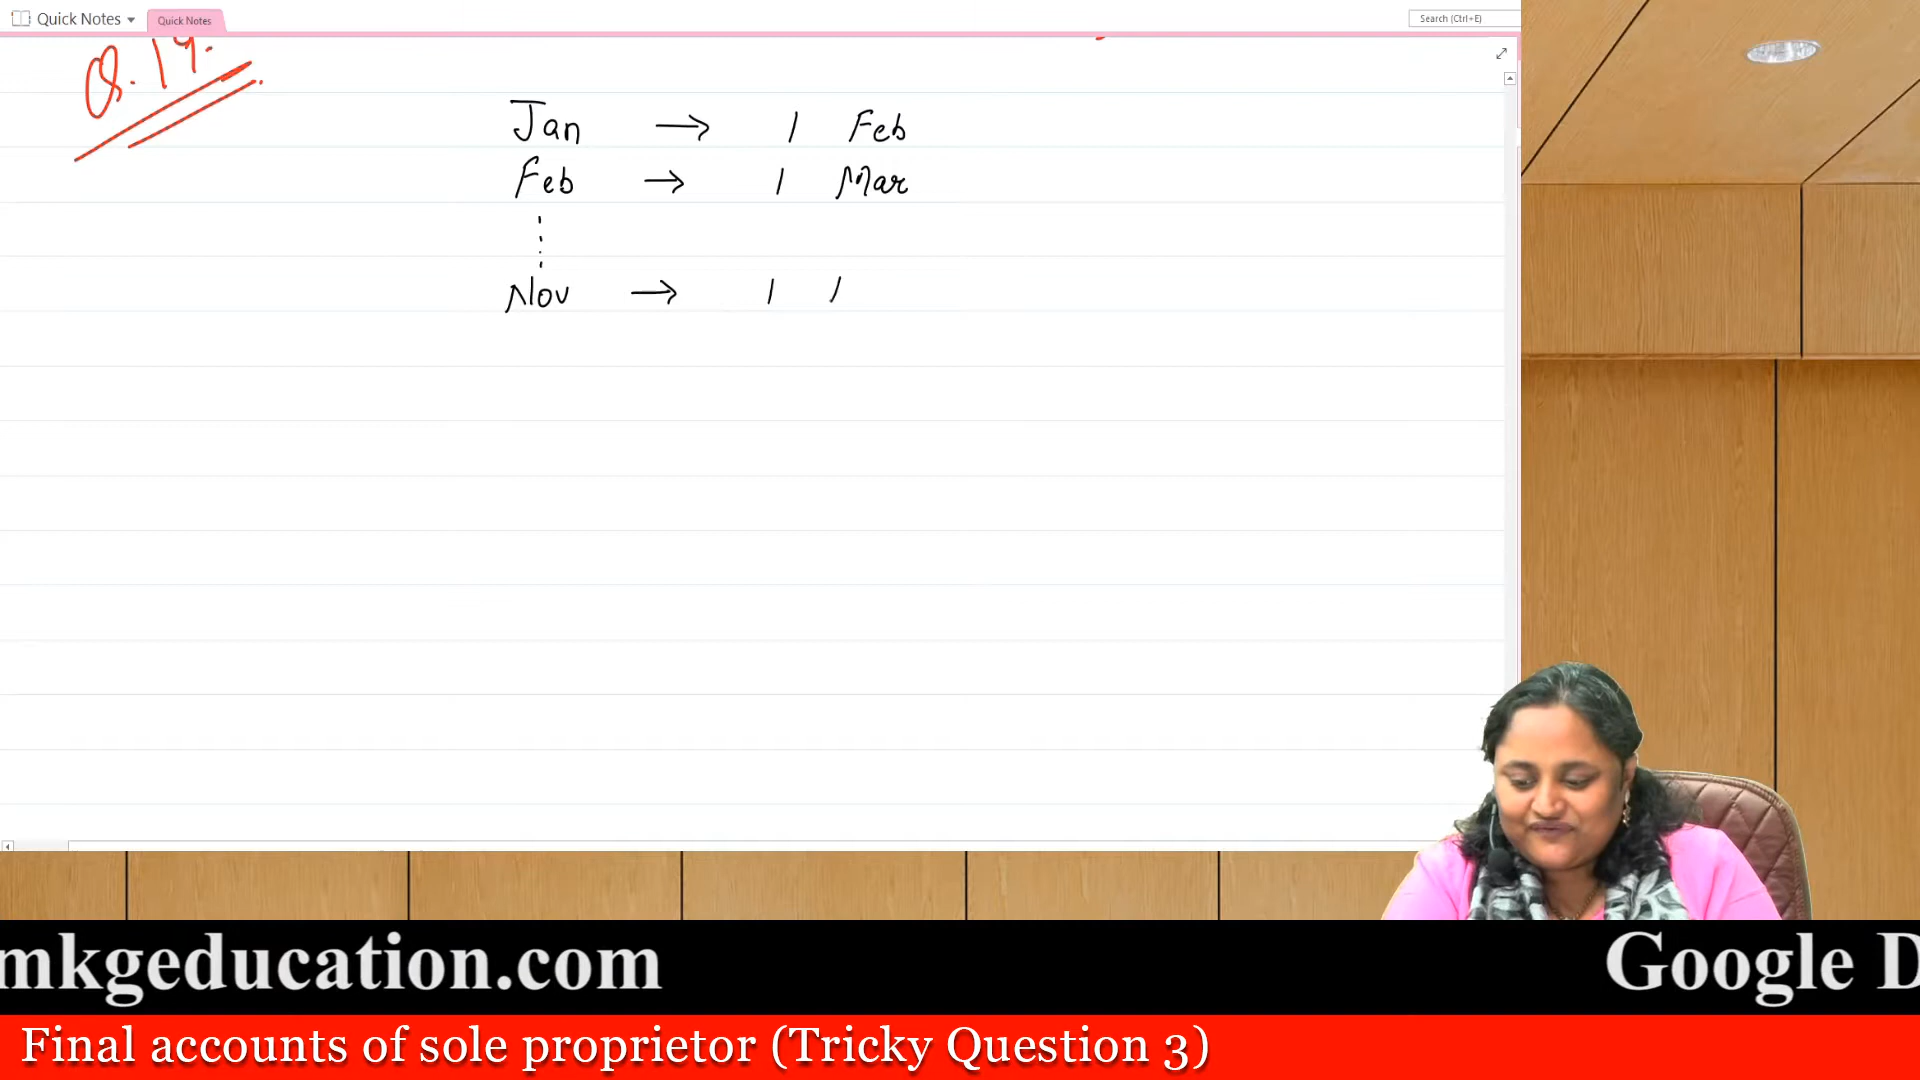 Quick Notes
Quick Notes
Search (Ctrl+E)
Q. 14.
Jan → 1 Feb
Feb → 1 Mar
Nov → 1
mkgeducation.com
Google D
Final accounts of sole proprietor (Tricky Question 3)